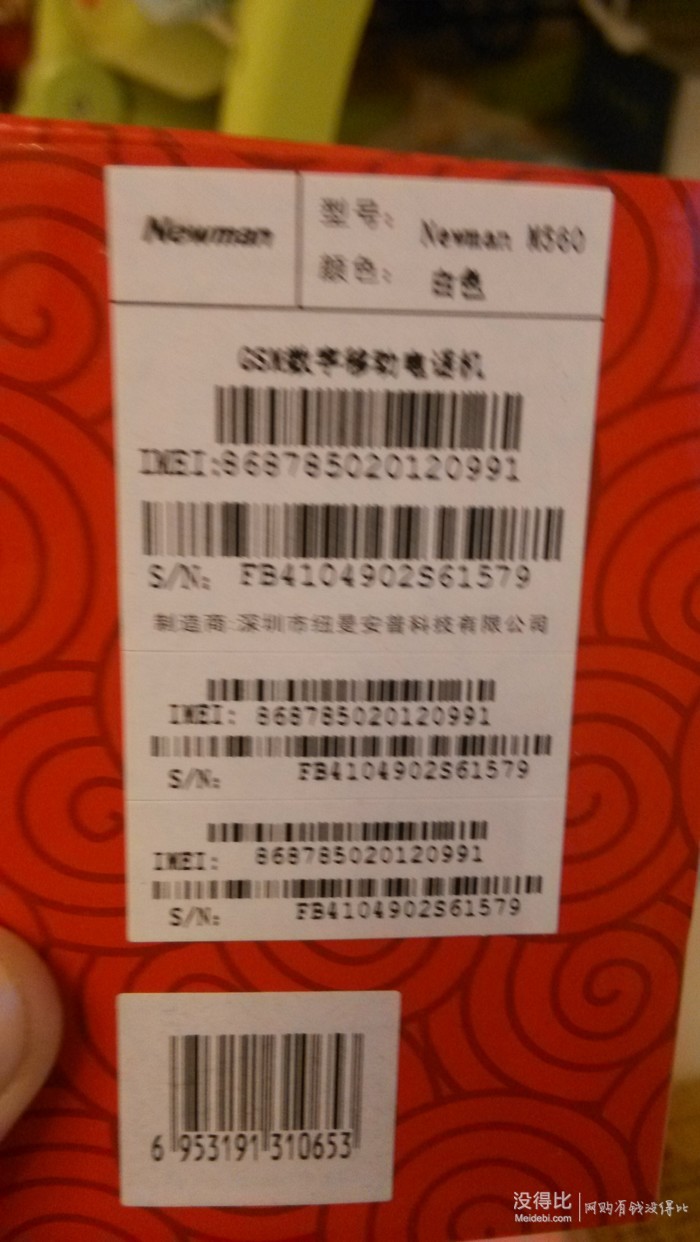 Newman
型号： Newman M560
颜色： 白色
GSM数字移动电话机
IMEI:868785020120991
S/N: FB4104902S61579
制造商:深圳市纽曼安普科技有限公司
IMEI: 868785020120991
S/N: FB4104902S61579
IMEI: 868785020120991
S/N: FB4104902S61579
6 953191 310653
没得比
Meidebi.com
网购有钱没得比